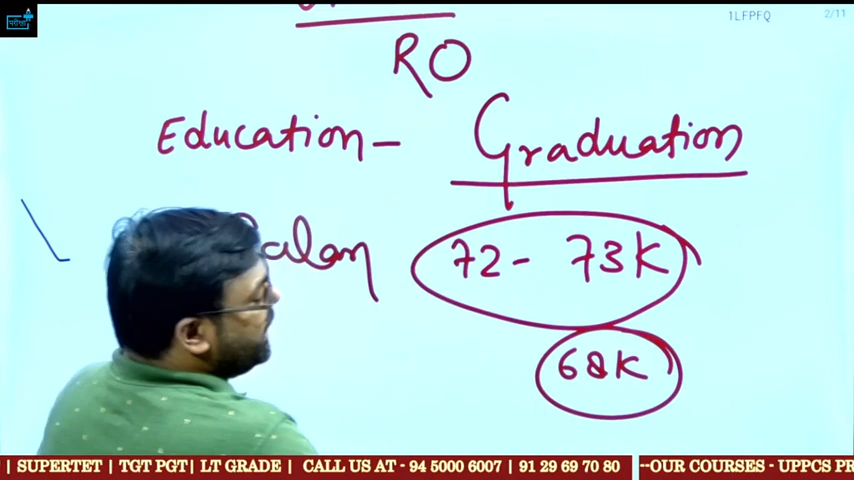 परीक्षा
1LFPFQ
2/11
RO
Education - Graduation
72 - 73K
68K
| SUPERTET | TGT PGT| LT GRADE | CALL US AT - 94 5000 6007 | 91 29 69 70 80
--OUR COURSES - UPPCS PR